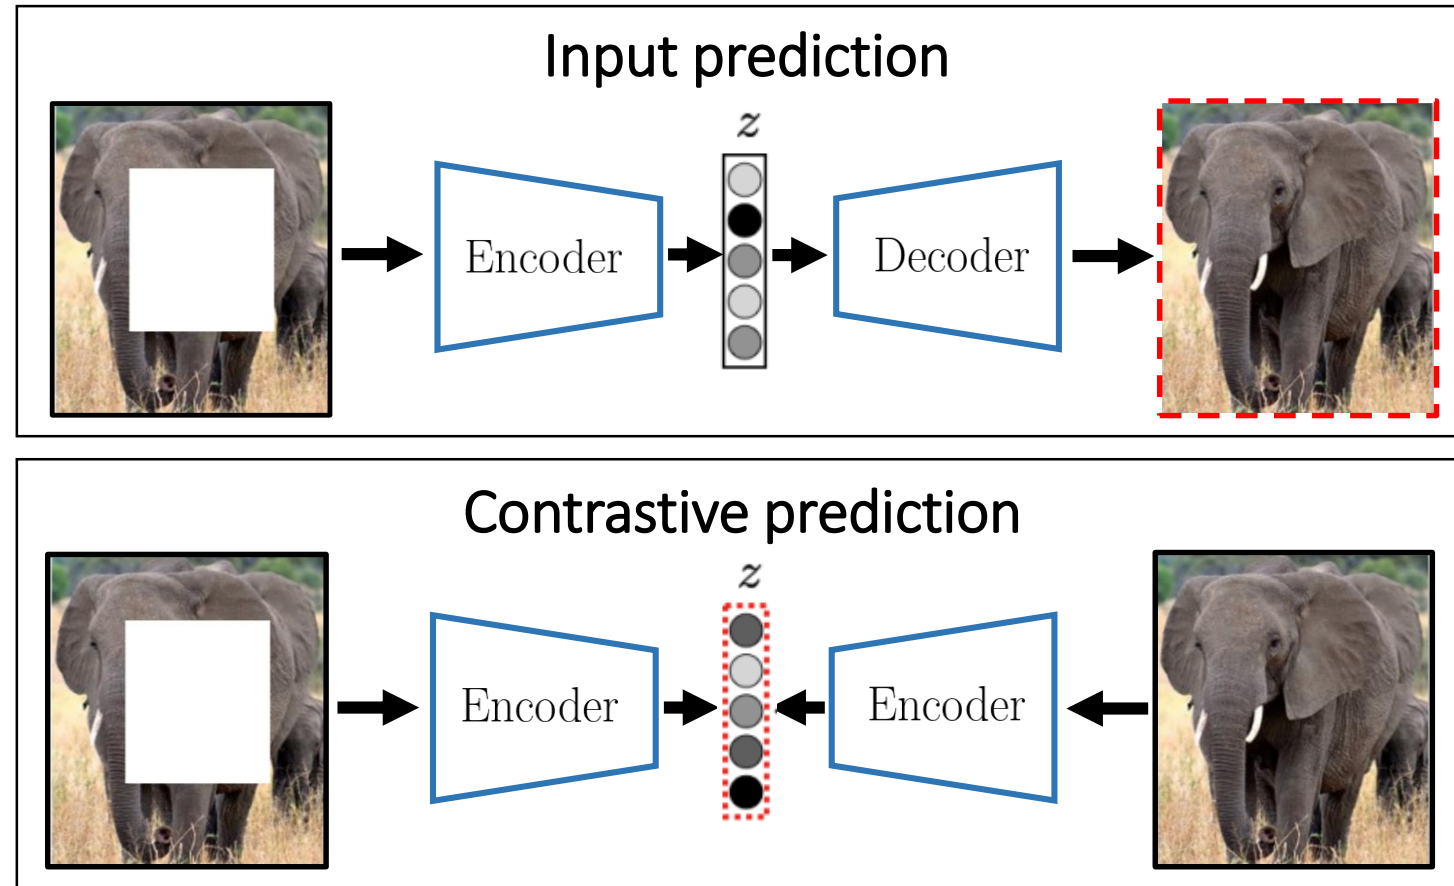 Input prediction
z
Encoder
Decoder
Contrastive prediction
z
Encoder
Encoder